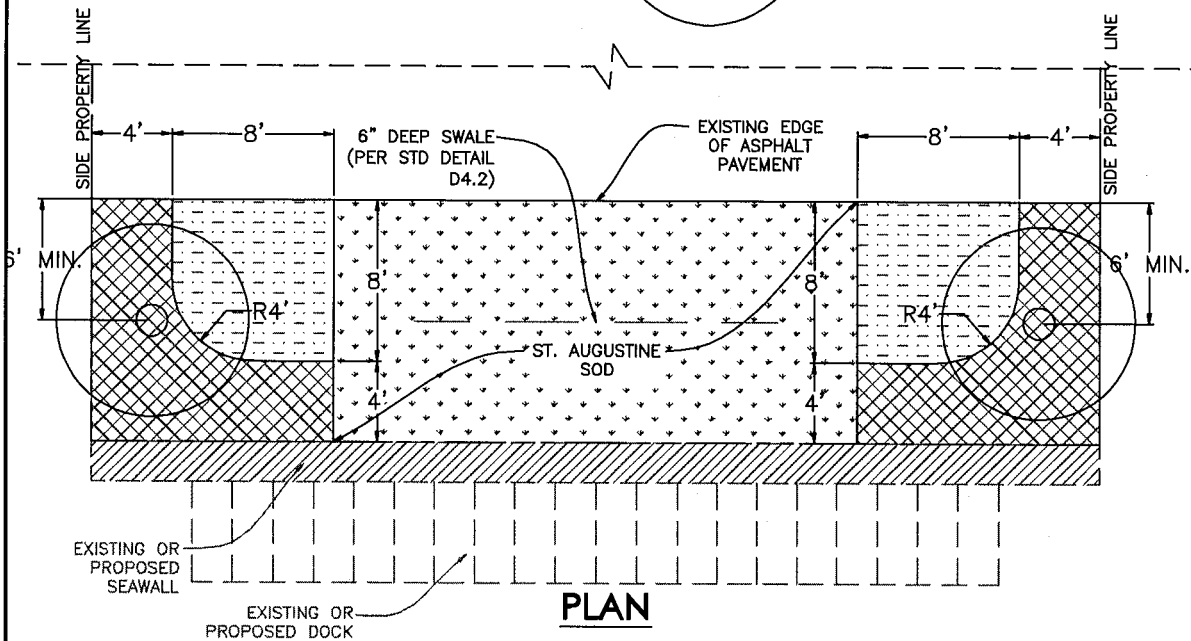 SIDE PROPERTY LINE
SIDE PROPERTY LINE
4'
8'
6" DEEP SWALE
(PER STD DETAIL
D4.2)
EXISTING EDGE
OF ASPHALT
PAVEMENT
8'
4'
6' MIN.
8'
8'
6' MIN.
R4'
R4'
ST. AUGUSTINE
SOD
4'
4'
EXISTING OR
PROPOSED
SEAWALL
EXISTING OR
PROPOSED DOCK
PLAN